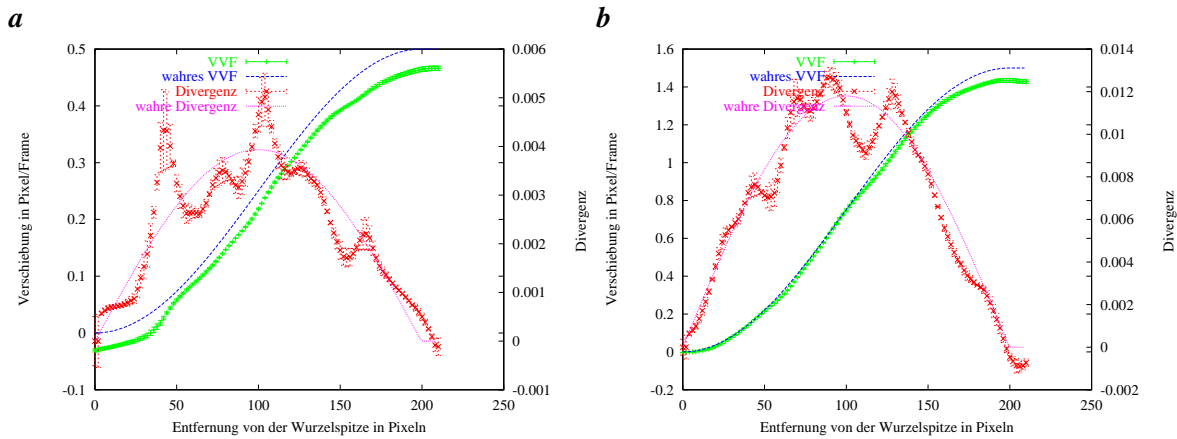 a
b
VVF
wahres VVF
Divergenz
wahre Divergenz
Verschiebung in Pixel/Frame
0.5
0.4
0.3
0.2
0.1
0
-0.1
0.006
0.005
0.004
0.003
0.002
0.001
0
-0.001
Divergenz
0
50
100
150
200
250
Entfernung von der Wurzelspitze in Pixeln
VVF
wahres VVF
Divergenz
wahre Divergenz
Verschiebung in Pixel/Frame
1.6
1.4
1.2
1
0.8
0.6
0.4
0.2
0
-0.2
0.014
0.012
0.010
0.008
0.006
0.004
0.002
0
-0.002
Divergenz
0
50
100
150
200
250
Entfernung von der Wurzelspitze in Pixeln